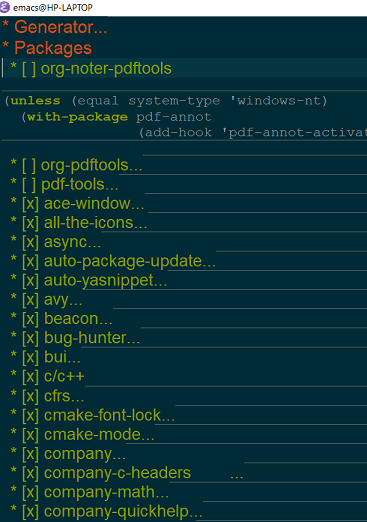 emacs@HP-LAPTOP
* Generator...
* Packages
* [ ] org-noter-pdftools
(unless (equal system-type 'windows-nt)
(with-package pdf-annot
(add-hook 'pdf-annot-activat
* [ ] org-pdftools...
* [ ] pdf-tools...
* [x] ace-window...
* [x] all-the-icons...
* [x] async...
* [x] auto-package-update...
* [x] auto-yasnippet...
* [x] avy...
* [x] beacon...
* [x] bug-hunter...
* [x] bui...
* [x] c/c++
* [x] cfrs...
* [x] cmake-font-lock...
* [x] cmake-mode...
* [x] company...
* [x] company-c-headers ...
* [x] company-math...
* [x] company-quickhelp...